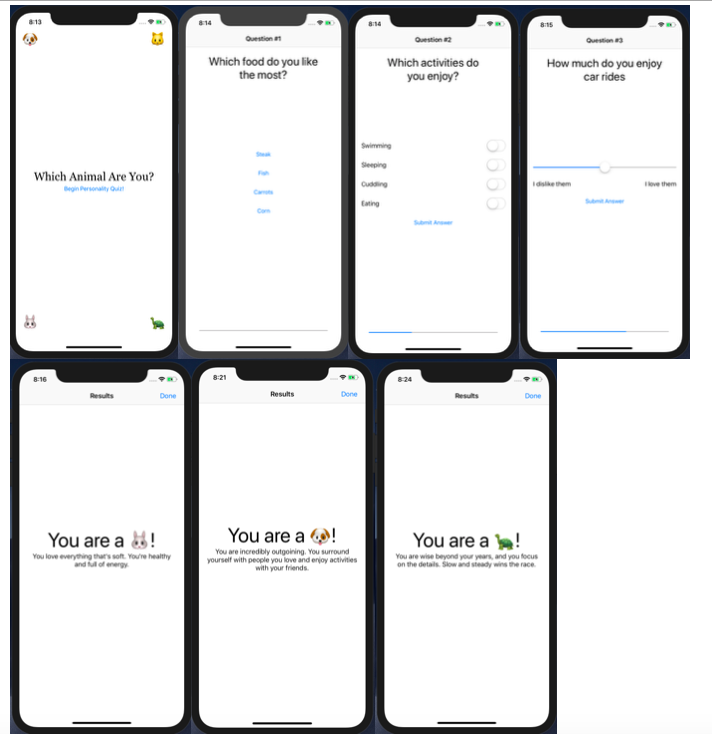 8:13
Which Animal Are You?
Begin Personality Quiz!
8:14
Question #1
Which food do you like
the most?
Steak
Fish
Carrots
Corn
8:14
Question #2
Which activities do
you enjoy?
Swimming
Sleeping
Cuddling
Eating
Submit Answer
8:15
Question #3
How much do you enjoy
car rides
I dislike them
I love them
Submit Answer
8:16
Results
Done
You are a 🐰!
You love everything that's soft. You're healthy
and full of energy.
8:21
Results
Done
You are a 🐶!
You are incredibly outgoining. You surround
yourself with people you love and enjoy activities
with your friends.
8:24
Results
Done
You are a 🐢!
You are wise beyond your years, and you focus
on the details. Slow and steady wins the race.